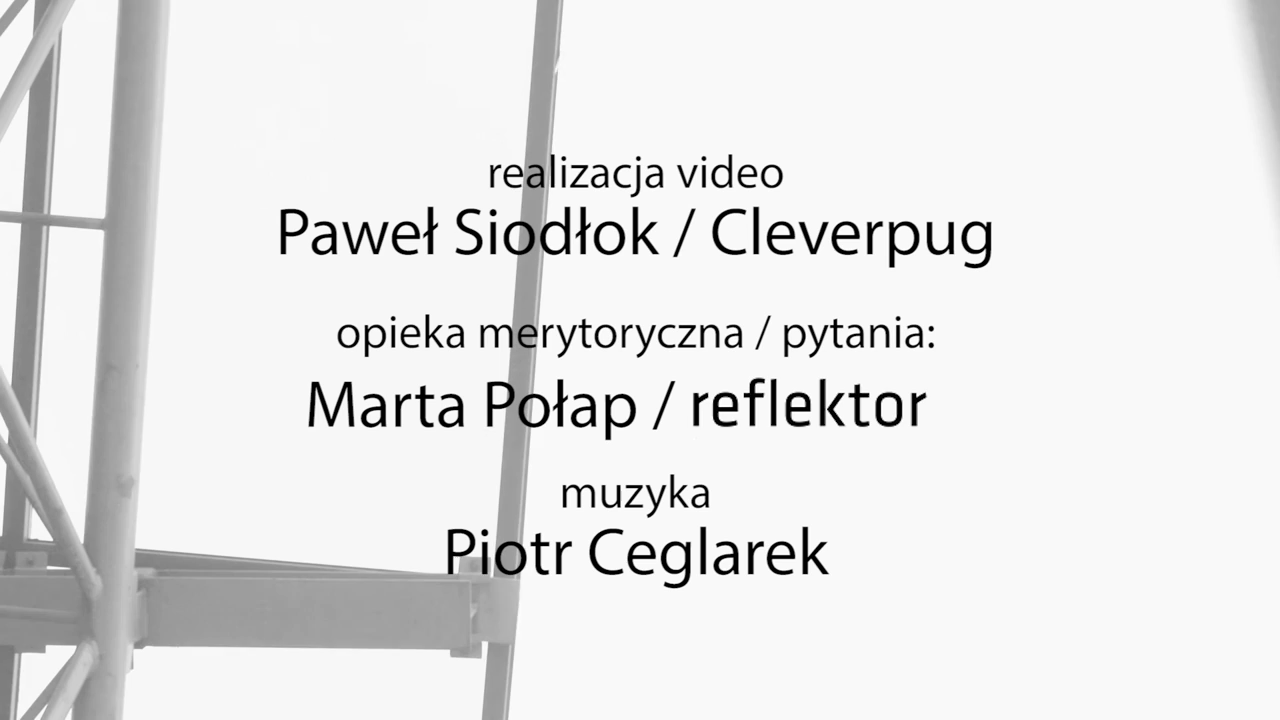 realizacja video
Paweł Siodłok / Cleverpug
opieka merytoryczna / pytania:
Marta Połap / reflektor
muzyka
Piotr Ceglarek